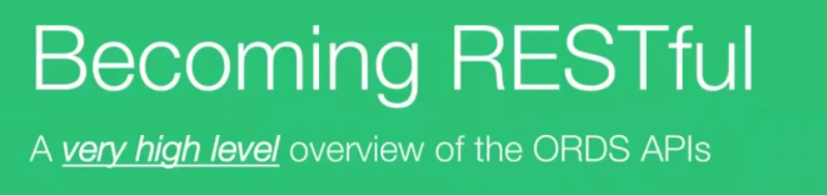 Becoming RESTful
A very high level overview of the ORDS APIs